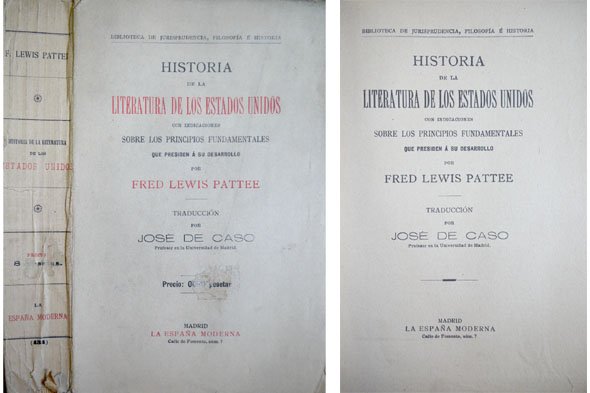 F. LEWIS PATTEE
HISTORIA DE LA LITERATURA
DE LOS
ESTADOS UNIDOS
PRECIO
8
LA
ESPAÑA MODERNA
BIBLIOTECA DE JURISPRUDENCIA, FILOSOFÍA É HISTORIA
HISTORIA
DE LA
LITERATURA DE LOS ESTADOS UNIDOS
CON INDICACIONES
SOBRE LOS PRINCIPIOS FUNDAMENTALES
QUE PRESIDEN Á SU DESARROLLO
POR
FRED LEWIS PATTEE
TRADUCCIÓN
POR
JOSÉ DE CASO
Profesor en la Universidad de Madrid.
Precio: pesetas
MADRID
LA ESPAÑA MODERNA
Calle de Fomento, núm. 7
BIBLIOTECA DE JURISPRUDENCIA, FILOSOFÍA É HISTORIA
HISTORIA
DE LA
LITERATURA DE LOS ESTADOS UNIDOS
CON INDICACIONES
SOBRE LOS PRINCIPIOS FUNDAMENTALES
QUE PRESIDEN Á SU DESARROLLO
POR
FRED LEWIS PATTEE
TRADUCCIÓN
POR
JOSÉ DE CASO
Profesor en la Universidad de Madrid.
MADRID
LA ESPAÑA MODERNA
Calle de Fomento, núm. 7